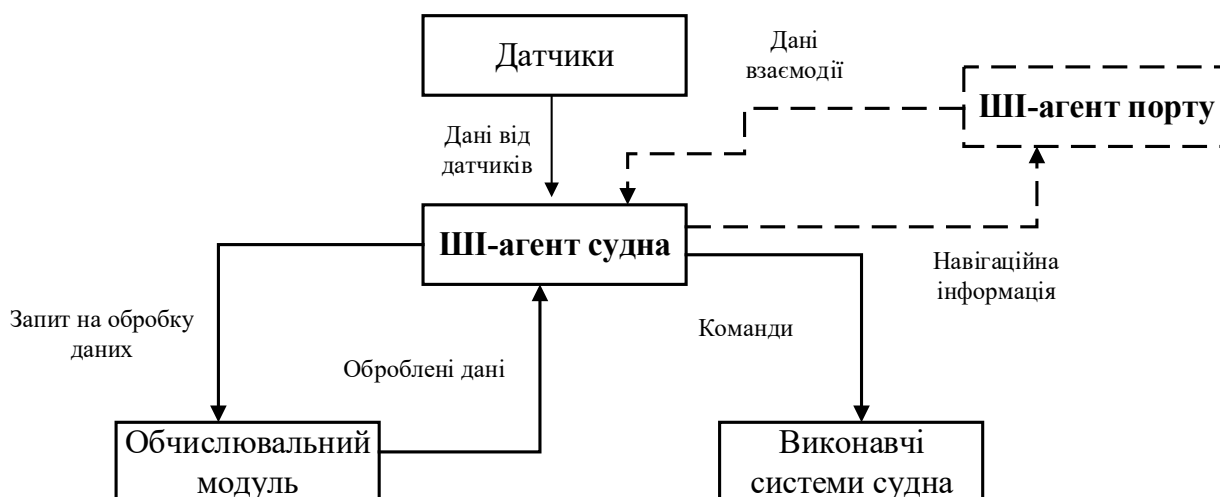 Датчики
Дані
взаємодії
ШІ-агент порту
Дані від
датчиків
ШІ-агент судна
Навігаційна
інформація
Запит на обробку
даних
Команди
Оброблені дані
Обчислювальний
модуль
Виконавчі
системи судна